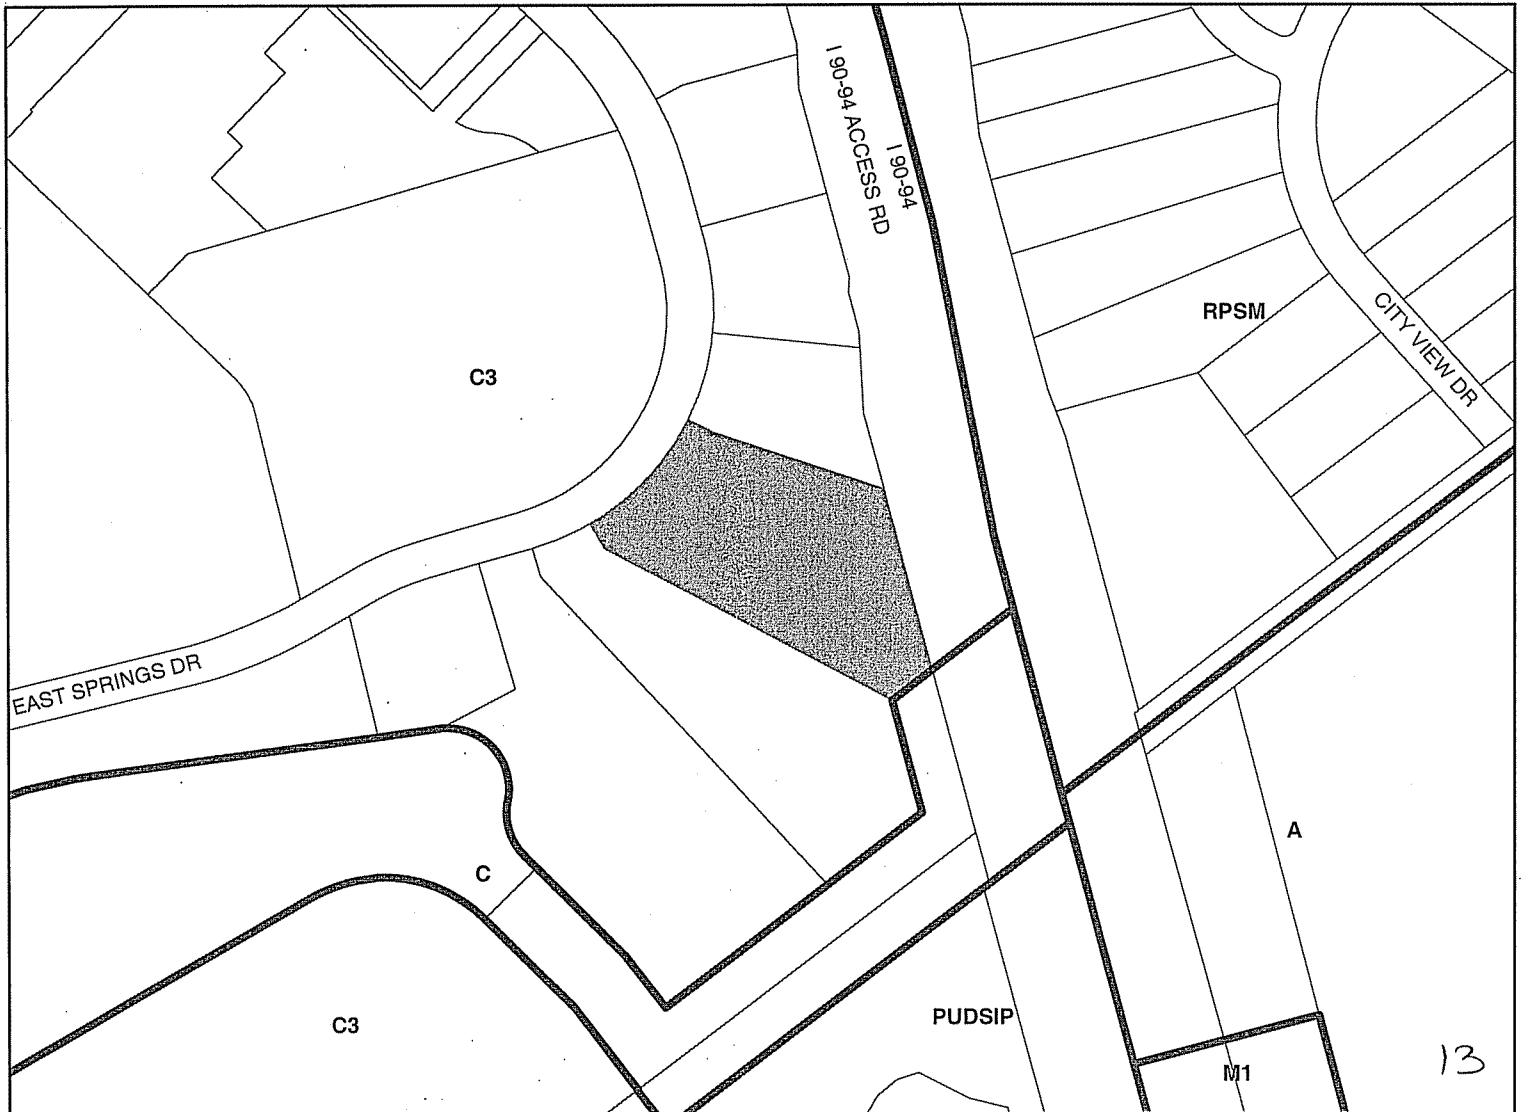 I 90-94 ACCESS RD
I 90-94
RPSM
CITY VIEW DR
C3
EAST SPRINGS DR
A
C
PUDSIP
C3
13
M1